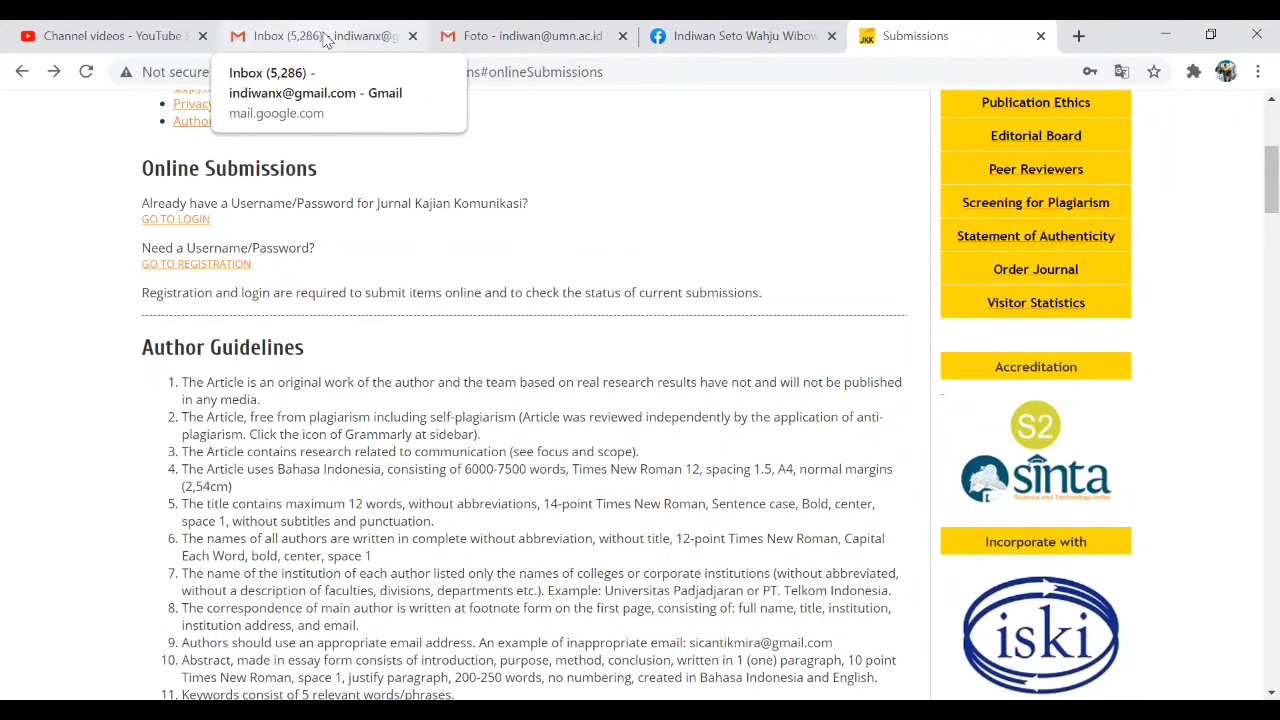 Channel videos - YouTube S
Inbox (5,286) - indiwanx@g
Foto - indiwan@umn.ac.id
Indiwan Seto Wahju Wibow
JKK
Submissions
Not secure
ns#onlineSubmissions
Inbox (5,286) -
indiwanx@gmail.com - Gmail
mail.google.com
Privacy
Autho
Online Submissions
Already have a Username/Password for Jurnal Kajian Komunikasi?
GO TO LOGIN
Need a Username/Password?
GO TO REGISTRATION
Registration and login are required to submit items online and to check the status of current submissions.
Author Guidelines
1. The Article is an original work of the author and the team based on real research results have not and will not be published
in any media.
2. The Article, free from plagiarism including self-plagiarism (Article was reviewed independently by the application of anti-
plagiarism. Click the icon of Grammarly at sidebar).
3. The Article contains research related to communication (see focus and scope).
4. The Article uses Bahasa Indonesia, consisting of 6000-7500 words, Times New Roman 12, spacing 1.5, A4, normal margins
(2,54cm)
5. The title contains maximum 12 words, without abbreviations, 14-point Times New Roman, Sentence case, Bold, center,
space 1, without subtitles and punctuation.
6. The names of all authors are written in complete without abbreviation, without title, 12-point Times New Roman, Capital
Each Word, bold, center, space 1
7. The name of the institution of each author listed only the names of colleges or corporate institutions (without abbreviated,
without a description of faculties, divisions, departments etc.). Example: Universitas Padjadjaran or PT. Telkom Indonesia.
8. The correspondence of main author is written at footnote form on the first page, consisting of: full name, title, institution,
institution address, and email.
9. Authors should use an appropriate email address. An example of inappropriate email: sicantikmira@gmail.com
10. Abstract, made in essay form consists of introduction, purpose, method, conclusion, written in 1 (one) paragraph, 10 point
Times New Roman, space 1, justify paragraph, 200-250 words, no numbering, created in Bahasa Indonesia and English.
11. Keywords consist of 5 relevant words/phrases.
Publication Ethics
Editorial Board
Peer Reviewers
Screening for Plagiarism
Statement of Authenticity
Order Journal
Visitor Statistics
Accreditation
S2
sinta
Science and Technology Index
Incorporate with
iski